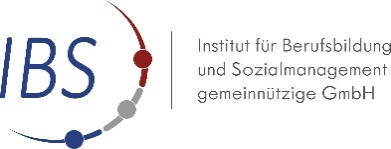 IBS
Institut für Berufsbildung
und Sozialmanagement
gemeinnützige GmbH